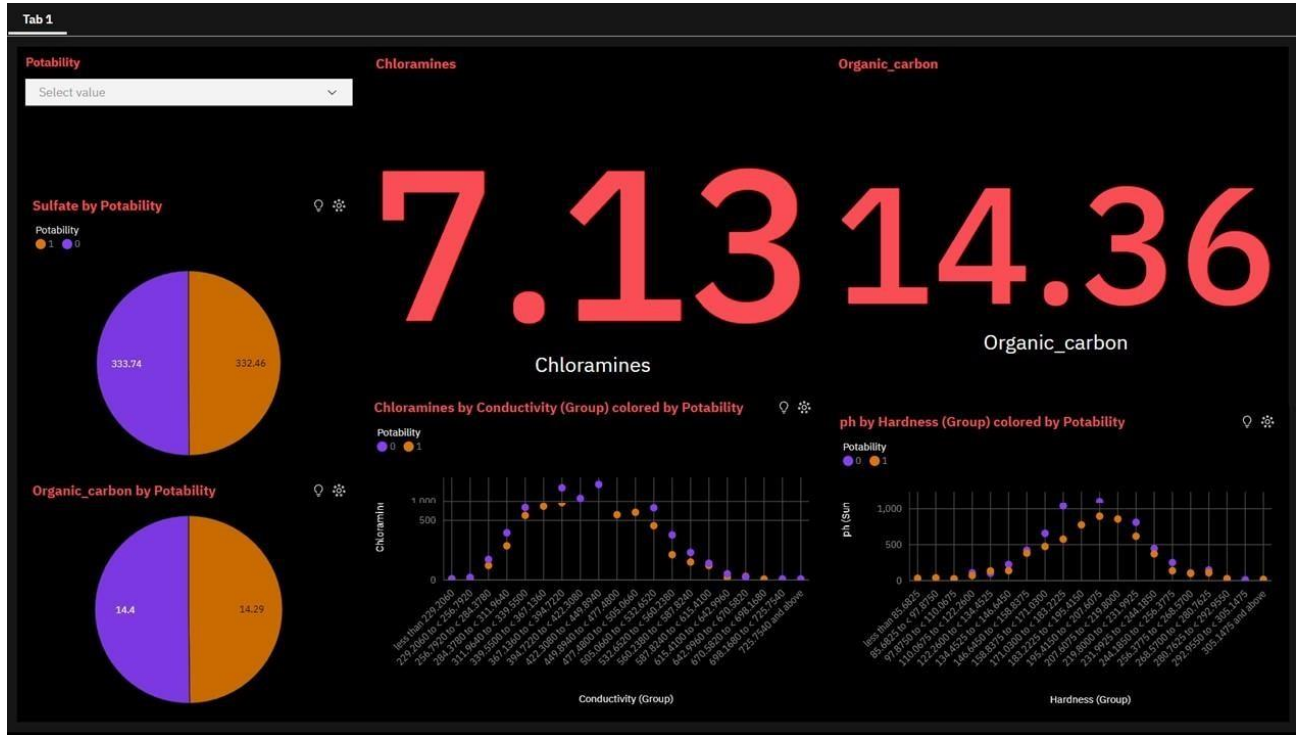 Tab 1
Potability
Select value
Chloramines
7.13
Chloramines
Organic_carbon
14.36
Organic_carbon
Sulfate by Potability
Potability
1 0
333.74
332.46
Organic_carbon by Potability
14.4
14.29
Chloramines by Conductivity (Group) colored by Potability
Potability
0 1
1,000
500
0
less than 229.2060
229.2060 to < 256.7920
256.7920 to < 284.3780
284.3780 to < 311.9640
311.9640 to < 339.5500
339.5500 to < 367.1360
367.1360 to < 394.7220
394.7220 to < 422.3080
422.3080 to < 449.8940
449.8940 to < 477.4800
477.4800 to < 505.0660
505.0660 to < 532.6520
532.6520 to < 560.2380
560.2380 to < 587.8240
587.8240 to < 615.4100
615.4100 to < 642.9960
642.9960 to < 670.5820
670.5820 to < 698.1680
698.1680 to < 725.7540
725.7540 and above
Conductivity (Group)
ph by Hardness (Group) colored by Potability
Potability
0 1
ph (Sun
1,000
500
0
less than 85.6825
85.6825 to < 97.8750
97.8750 to < 110.0675
110.0675 to < 122.2600
122.2600 to < 134.4525
134.4525 to < 146.6450
146.6450 to < 158.8375
158.8375 to < 171.0300
171.0300 to < 183.2225
183.2225 to < 195.4150
195.4150 to < 207.6075
207.6075 to < 219.8000
219.8000 to < 231.9925
231.9925 to < 244.1850
244.1850 to < 256.3775
256.3775 to < 268.5700
268.5700 to < 280.7625
280.7625 to < 292.9550
292.9550 to < 305.1475
305.1475 and above
Hardness (Group)